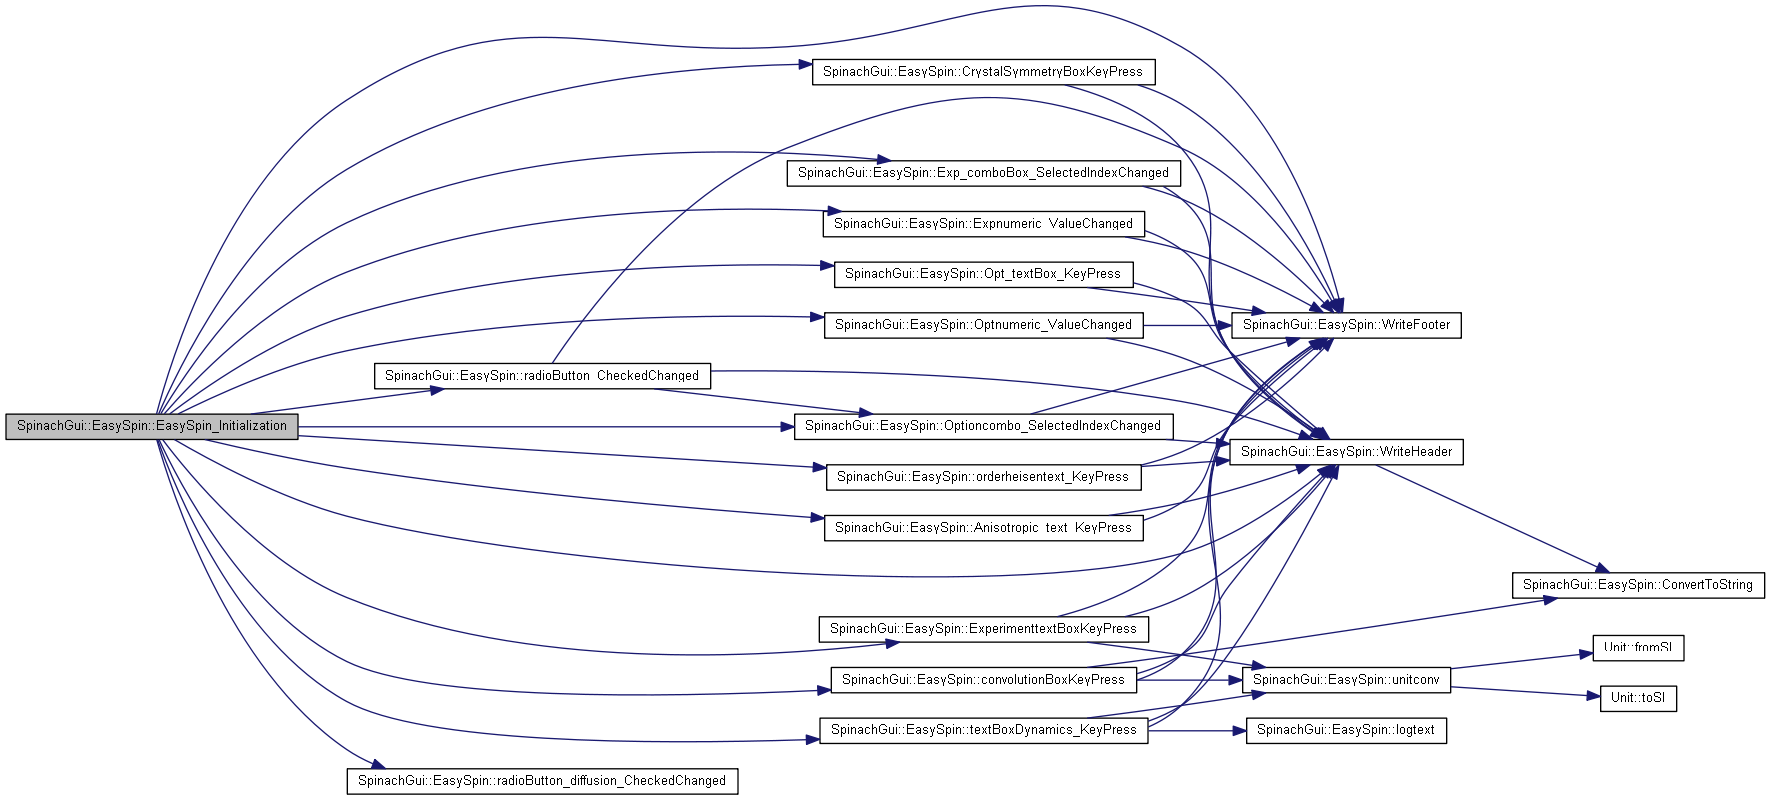 SpinachGui::EasySpin::CrystalSymmetryBoxKeyPress
SpinachGui::EasySpin::Exp_comboBox_SelectedIndexChanged
SpinachGui::EasySpin::Expnumeric_ValueChanged
SpinachGui::EasySpin::Opt_textBox_KeyPress
SpinachGui::EasySpin::Optnumeric_ValueChanged
SpinachGui::EasySpin::WriteFooter
SpinachGui::EasySpin::radioButton_CheckedChanged
SpinachGui::EasySpin::EasySpin_Initialization
SpinachGui::EasySpin::Optioncombo_SelectedIndexChanged
SpinachGui::EasySpin::WriteHeader
SpinachGui::EasySpin::orderheisentext_KeyPress
SpinachGui::EasySpin::Anisotropic_text_KeyPress
SpinachGui::EasySpin::ConvertToString
SpinachGui::EasySpin::ExperimenttextBoxKeyPress
Unit::fromSI
SpinachGui::EasySpin::convolutionBoxKeyPress
SpinachGui::EasySpin::unitconv
Unit::toSI
SpinachGui::EasySpin::textBoxDynamics_KeyPress
SpinachGui::EasySpin::logtext
SpinachGui::EasySpin::radioButton_diffusion_CheckedChanged